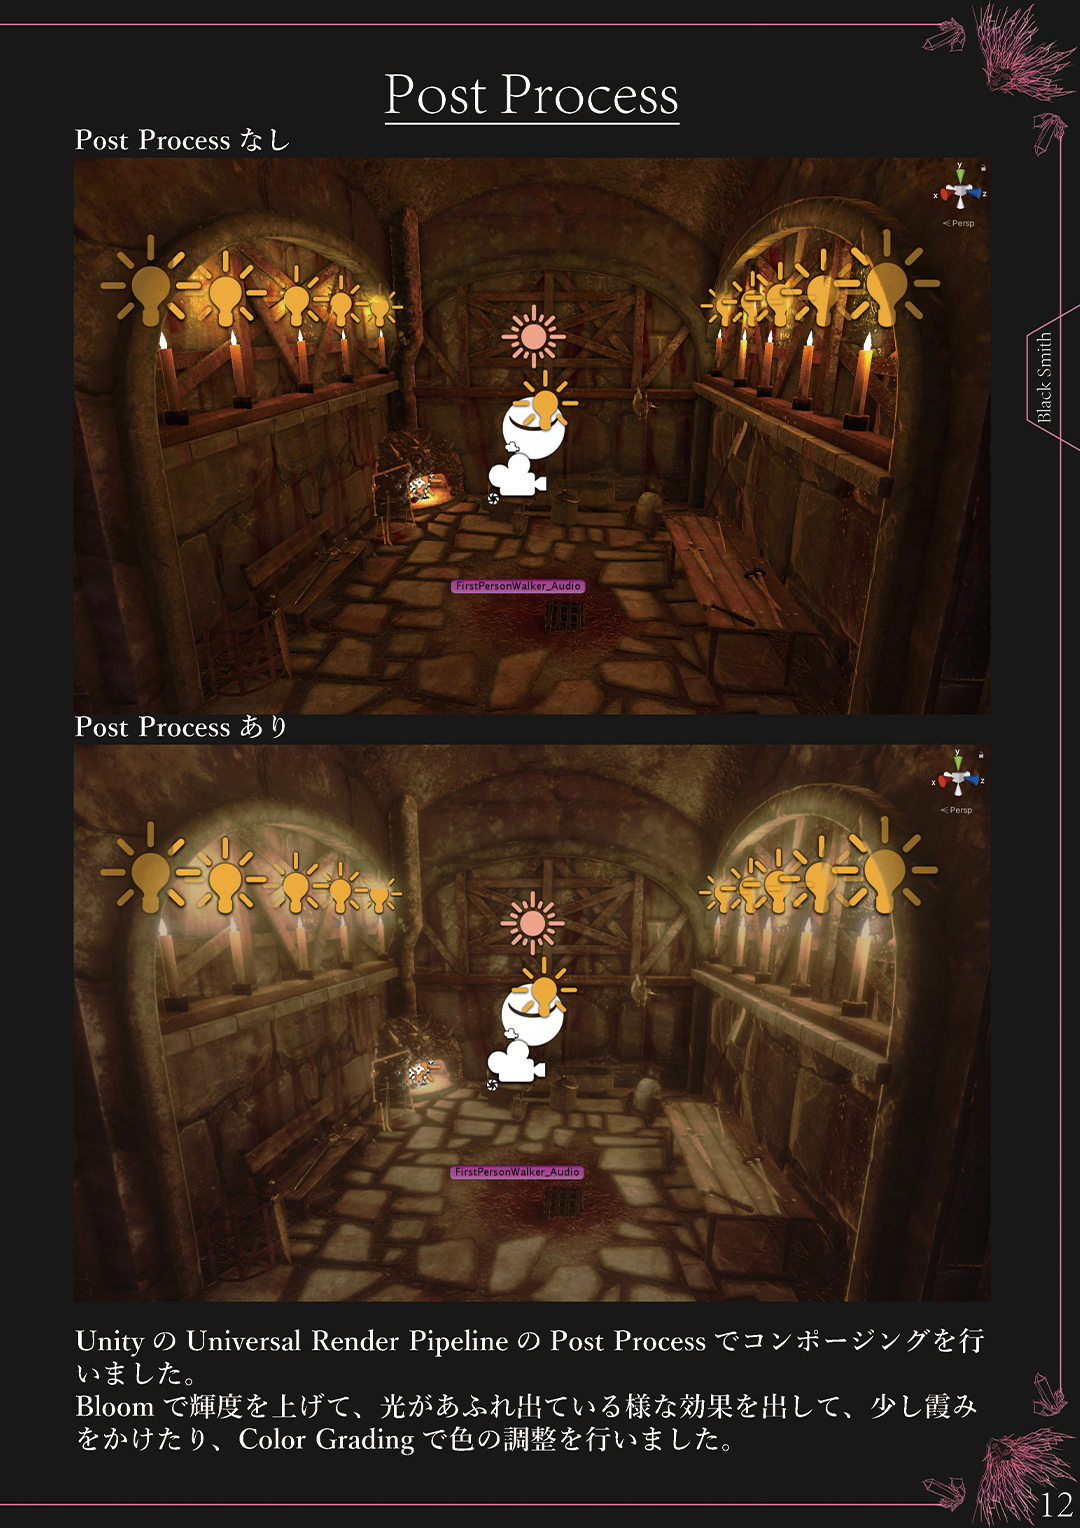 Post Process
Post Process なし
y
x
z
< Persp
Black Smith
FirstPersonWalker_Audio
Post Process あり
y
x
z
< Persp
FirstPersonWalker_Audio
Unity の Universal Render Pipeline の Post Process でコンポージングを行
いました。
Bloom で輝度を上げて、光があふれ出ている様な効果を出して、少し霞み
をかけたり、Color Grading で色の調整を行いました。
12